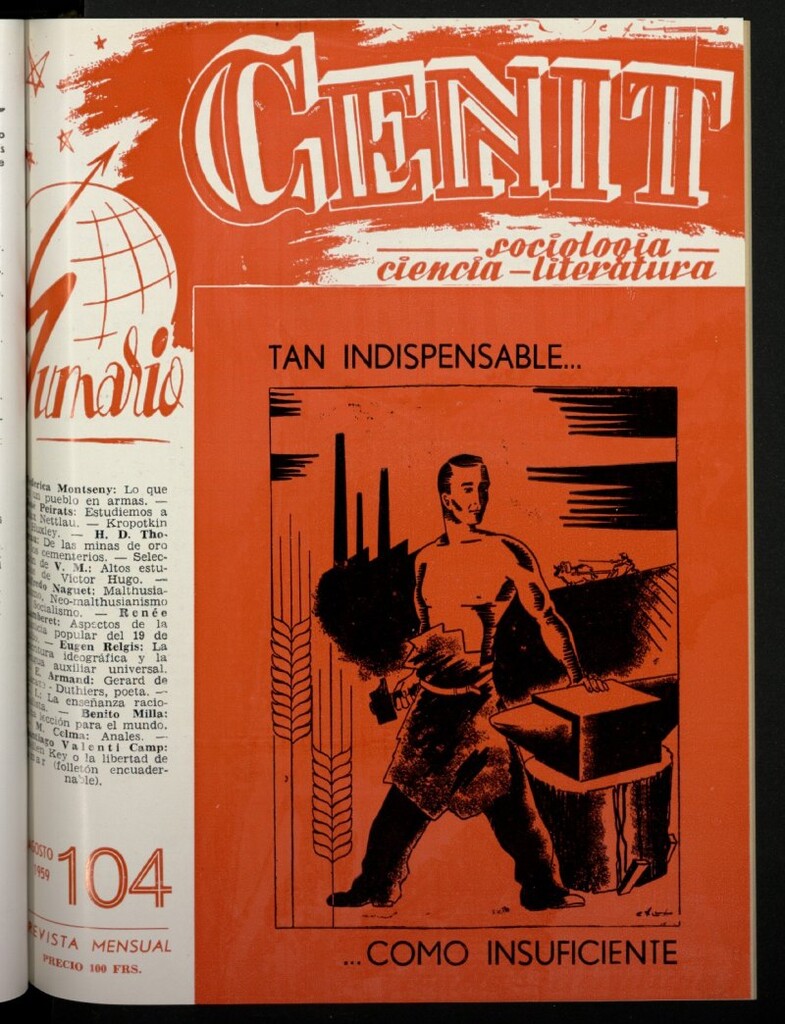 CENIT
sociología
ciencia - literatura
Sumario
TAN INDISPENSABLE...
Montseny: Lo que
pueblo en armas. —
Peirats: Estudiemos a
Nettlau. — Kropotkin
H. D. Tho-
De las minas de oro
cementerios. — Selec-
de V. M.: Altos estu-
de Victor Hugo. —
Naguet: Malthusia-
Neo-malthusianismo
socialismo. — Renée
Aspectos de la
popular del 19 de
— Eugen Relgis: La
ideográfica y la
auxiliar universal.
E. Armand: Gerard de
- Duthiers, poeta. —
La enseñanza racio-
— Benito Milla:
lección para el mundo.
M. Celma: Anales. —
Valenti Camp:
Key o la libertad de
(folletón encuader-
nable).
AGOSTO
1959
104
REVISTA MENSUAL
PRECIO 100 FRS.
...COMO INSUFICIENTE